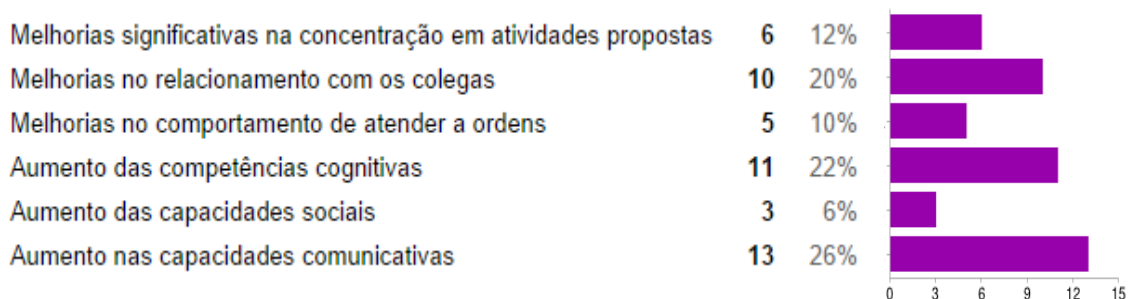 Melhorias significativas na concentração em atividades propostas 6 12%
Melhorias no relacionamento com os colegas 10 20%
Melhorias no comportamento de atender a ordens 5 10%
Aumento das competências cognitivas 11 22%
Aumento das capacidades sociais 3 6%
Aumento nas capacidades comunicativas 13 26%
0 3 6 9 12 15